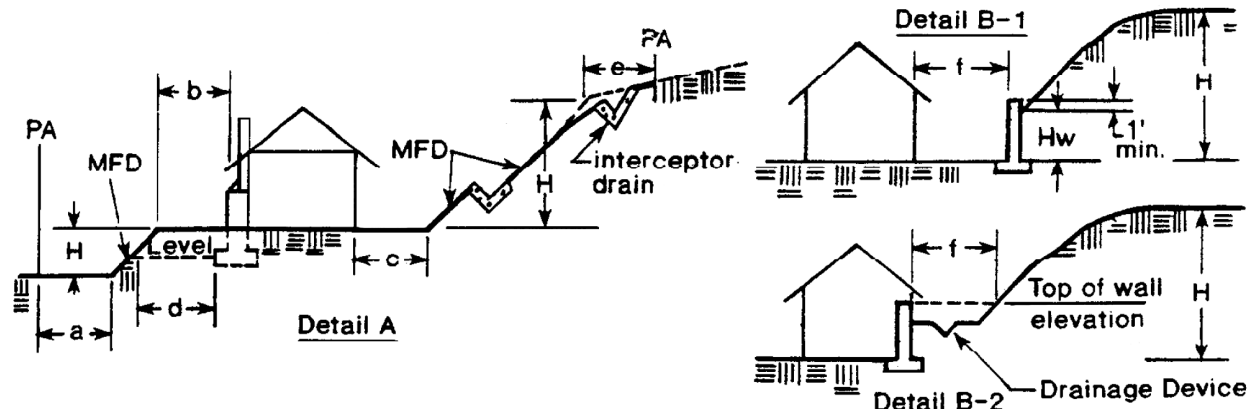 PA
b
MFD
H
Level
a
d
Detail A
c
MFD
H
e
PA
interceptor
drain
Detail B-1
f
Hw
1'
min.
H
f
Top of wall
elevation
H
Drainage Device
Detail B-2